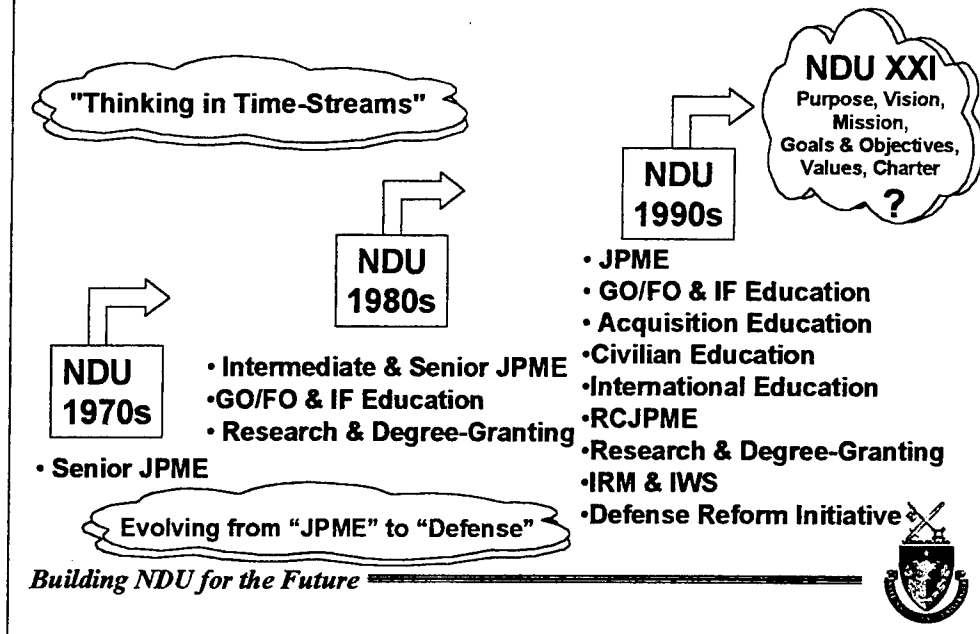 "Thinking in Time-Streams"
NDU XXI
Purpose, Vision,
Mission,
Goals & Objectives,
Values, Charter
?
NDU
1990s
• JPME
• GO/FO & IF Education
• Acquisition Education
•Civilian Education
•International Education
•RCJPME
•Research & Degree-Granting
•IRM & IWS
•Defense Reform Initiative
NDU
1980s
• Intermediate & Senior JPME
•GO/FO & IF Education
• Research & Degree-Granting
NDU
1970s
• Senior JPME
Evolving from “JPME” to “Defense”
Building NDU for the Future